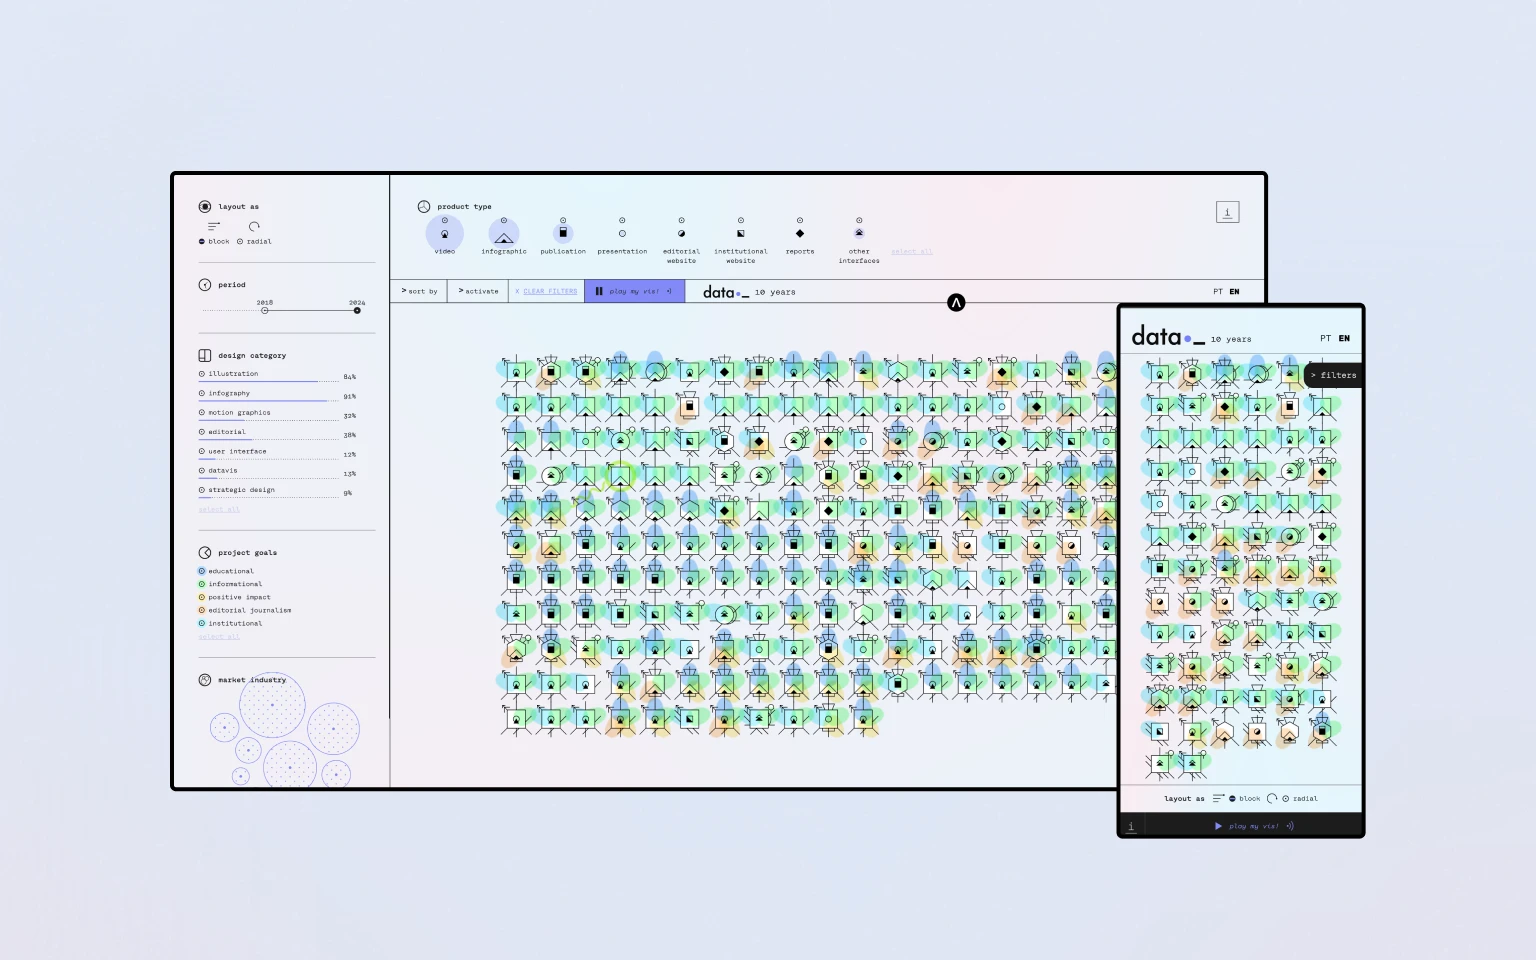 layout as
block radial
period
2018 2024
design category
illustration 84%
infography 91%
motion graphics 32%
editorial 38%
user interface 12%
datavis 13%
strategic design 9%
select all
project goals
educational
informational
positive impact
editorial journalism
institutional
select all
market industry
product type
video infographic publication presentation editorial website institutional website reports other interfaces select all
i
> sort by > activate X CLEAR FILTERS play my vis! data._ 10 years PT EN
data._ 10 years PT EN
> filters
layout as block radial
i play my vis!